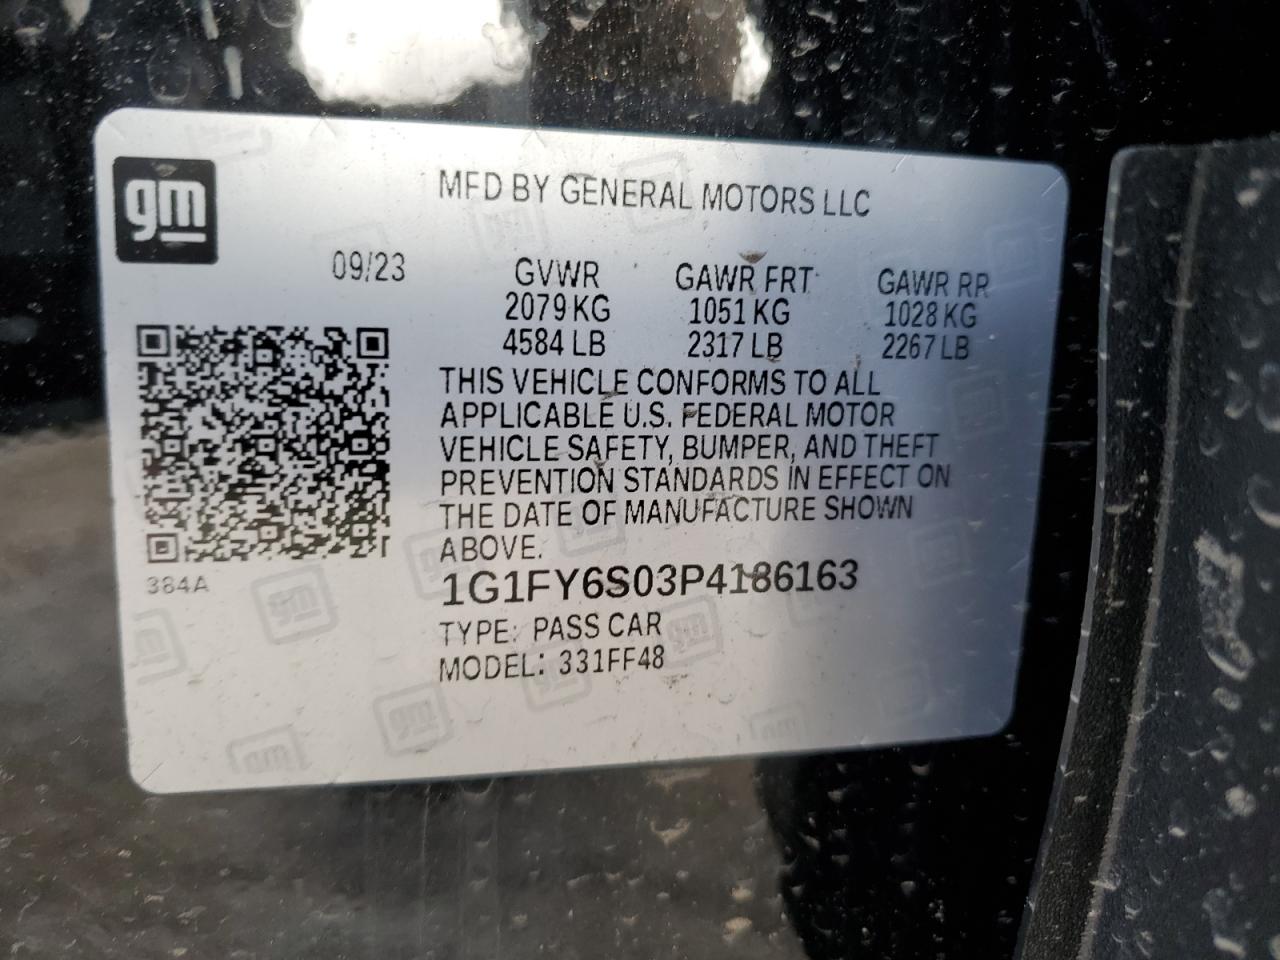 gm
MFD BY GENERAL MOTORS LLC
09/23 GVWR GAWR FRT GAWR RR
2079 KG 1051 KG 1028 KG
4584 LB 2317 LB 2267 LB
THIS VEHICLE CONFORMS TO ALL
APPLICABLE U.S. FEDERAL MOTOR
VEHICLE SAFETY, BUMPER, AND THEFT
PREVENTION STANDARDS IN EFFECT ON
THE DATE OF MANUFACTURE SHOWN
ABOVE.
384A
1G1FY6S03P4186163
TYPE: PASS CAR
MODEL: 331FF48